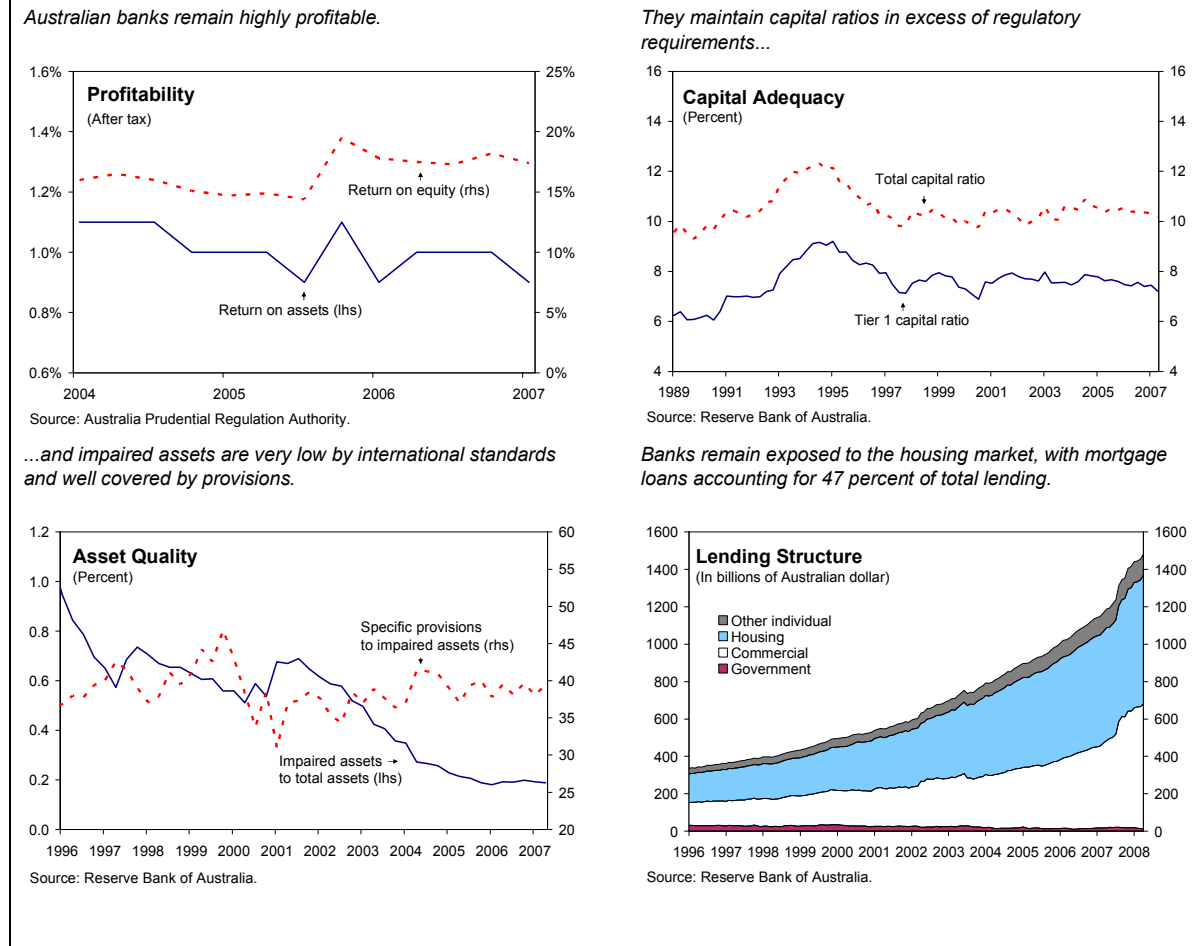 Australian banks remain highly profitable.
They maintain capital ratios in excess of regulatory
requirements...
1.6%
1.4%
1.2%
1.0%
0.8%
0.6%
25%
20%
15%
10%
5%
0%
Profitability
(After tax)
Return on equity (rhs)
Return on assets (lhs)
2004 2005 2006 2007
Source: Australia Prudential Regulation Authority.
16
14
12
10
8
6
4
16
14
12
10
8
6
4
Capital Adequacy
(Percent)
Total capital ratio
Tier 1 capital ratio
1989 1991 1993 1995 1997 1999 2001 2003 2005 2007
Source: Reserve Bank of Australia.
...and impaired assets are very low by international standards
and well covered by provisions.
Banks remain exposed to the housing market, with mortgage
loans accounting for 47 percent of total lending.
1.2
1.0
0.8
0.6
0.4
0.2
0.0
60
55
50
45
40
35
30
25
20
Asset Quality
(Percent)
Specific provisions
to impaired assets (rhs)
Impaired assets
to total assets (lhs)
1996 1997 1998 1999 2000 2001 2002 2003 2004 2005 2006 2007
Source: Reserve Bank of Australia.
1600
1400
1200
1000
800
600
400
200
0
1600
1400
1200
1000
800
600
400
200
0
Lending Structure
(In billions of Australian dollar)
Other individual
Housing
Commercial
Government
1996 1997 1998 1999 2000 2001 2002 2003 2004 2005 2006 2007 2008
Source: Reserve Bank of Australia.